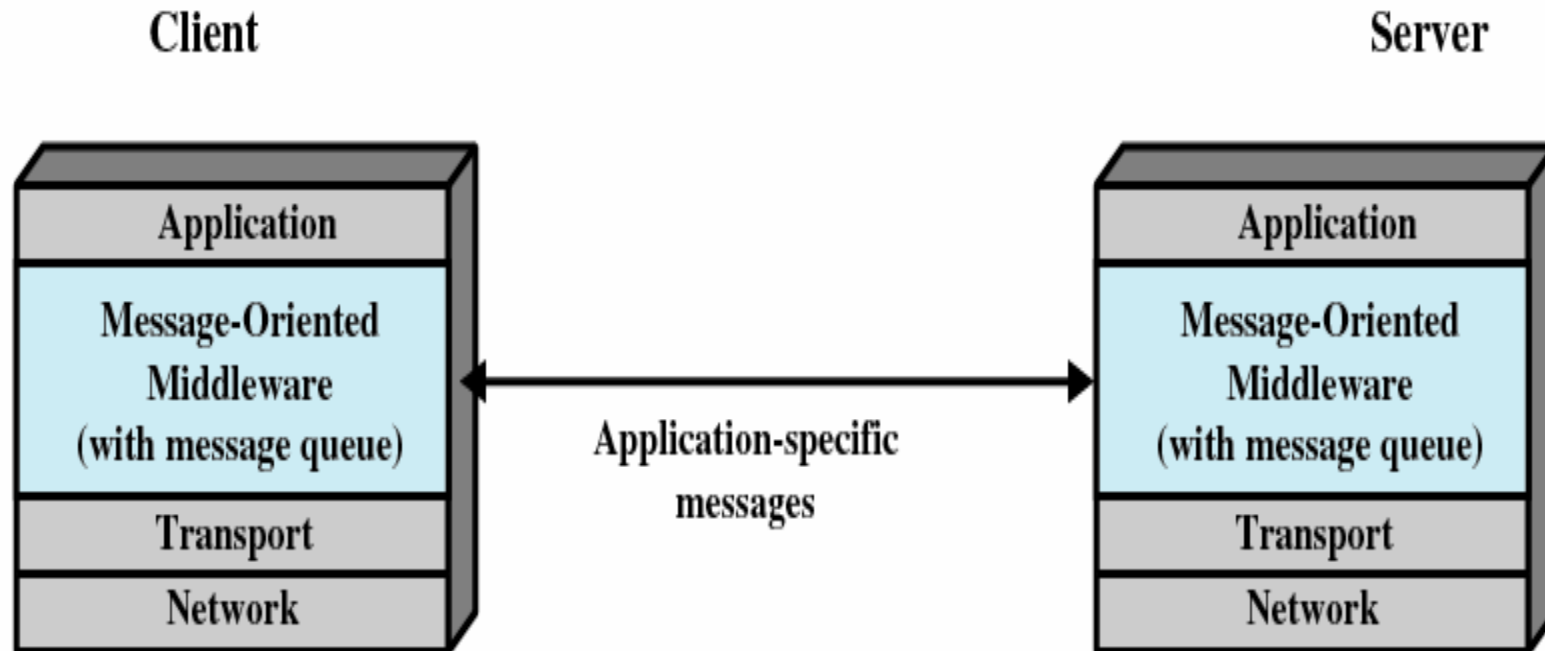 Client
Server
Application
Message-Oriented
Middleware
(with message queue)
Transport
Network
Application-specific
messages
Application
Message-Oriented
Middleware
(with message queue)
Transport
Network